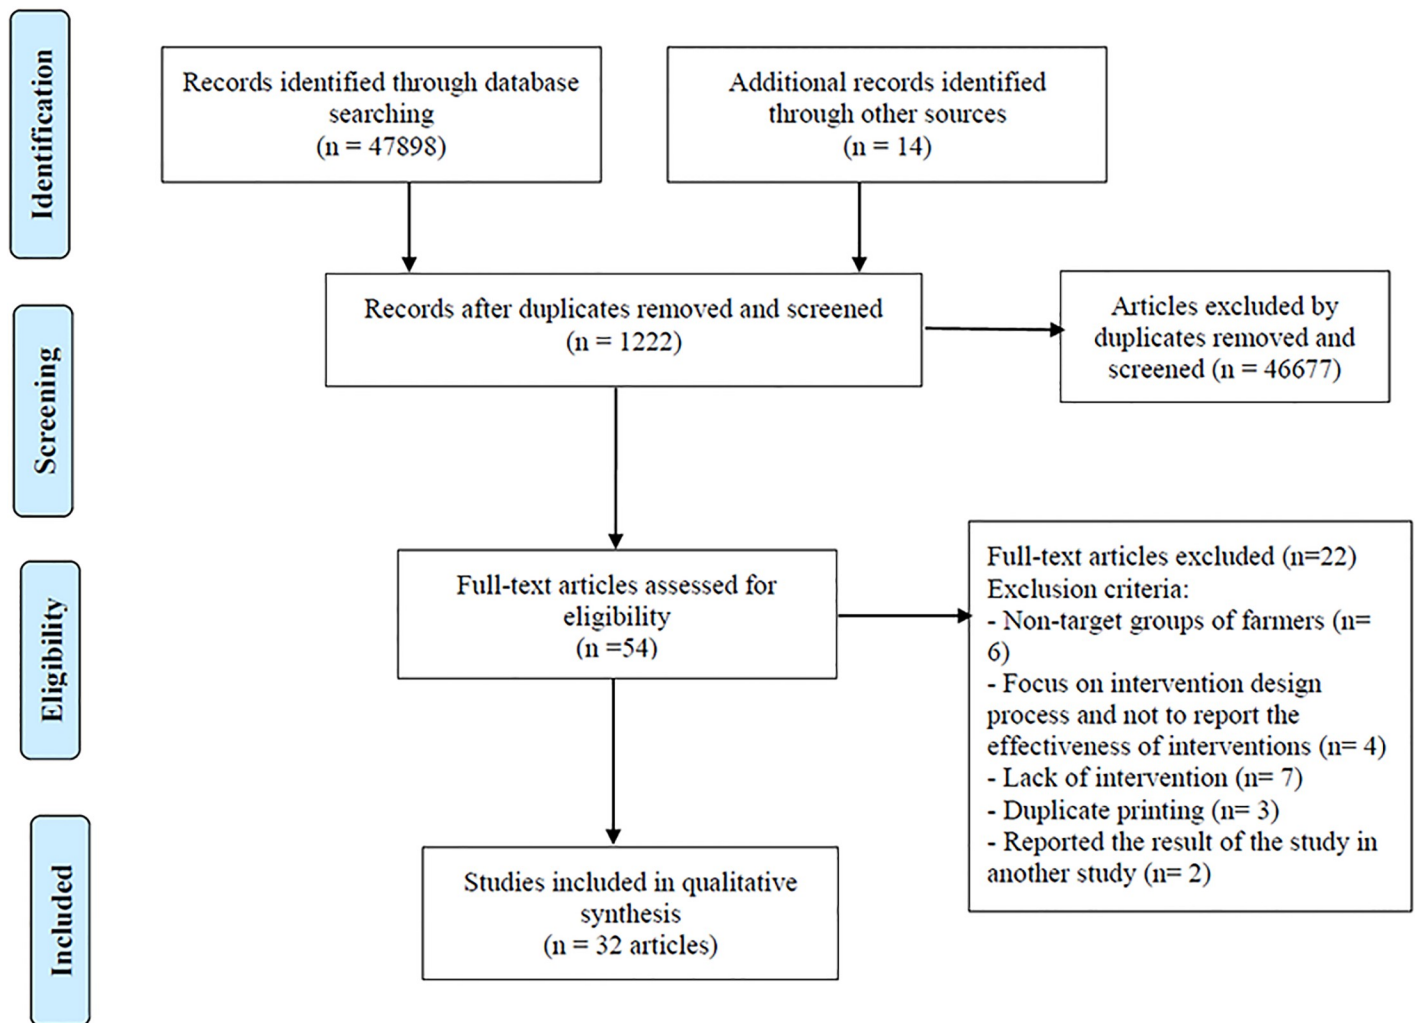 Identification
Records identified through database
searching
(n = 47898)
Additional records identified
through other sources
(n = 14)
Screening
Records after duplicates removed and screened
(n = 1222)
Articles excluded by
duplicates removed and
screened (n = 46677)
Eligibility
Full-text articles assessed for
eligibility
(n =54)
Full-text articles excluded (n=22)
Exclusion criteria:
- Non-target groups of farmers (n=
6)
- Focus on intervention design
process and not to report the
effectiveness of interventions (n= 4)
- Lack of intervention (n= 7)
- Duplicate printing (n= 3)
- Reported the result of the study in
another study (n= 2)
Included
Studies included in qualitative
synthesis
(n = 32 articles)